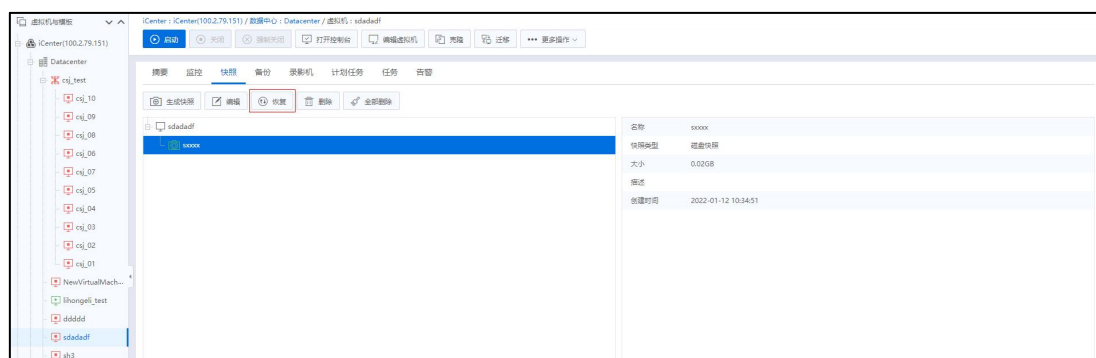 虚拟机与模板
iCenter(100.2.79.151)
Datacenter
csj_test
csj_10
csj_09
csj_08
csj_06
csj_07
csj_05
csj_04
csj_03
csj_02
csj_01
NewVirtualMach...
lihongeli_test
ddddd
sdadadf
sh3
iCenter : iCenter(100.2.79.151) / 数据中心 : Datacenter / 虚拟机 : sdadadf
启动 关闭 强制关闭 打开控制台 编辑虚拟机 克隆 迁移 更多操作
摘要 监控 快照 备份 录影机 计划任务 任务 告警
生成快照 编辑 恢复 删除 全部删除
sdadadf
sxxxx
名称 sxxxx
快照类型 磁盘快照
大小 0.02GB
描述
创建时间 2022-01-12 10:34:51